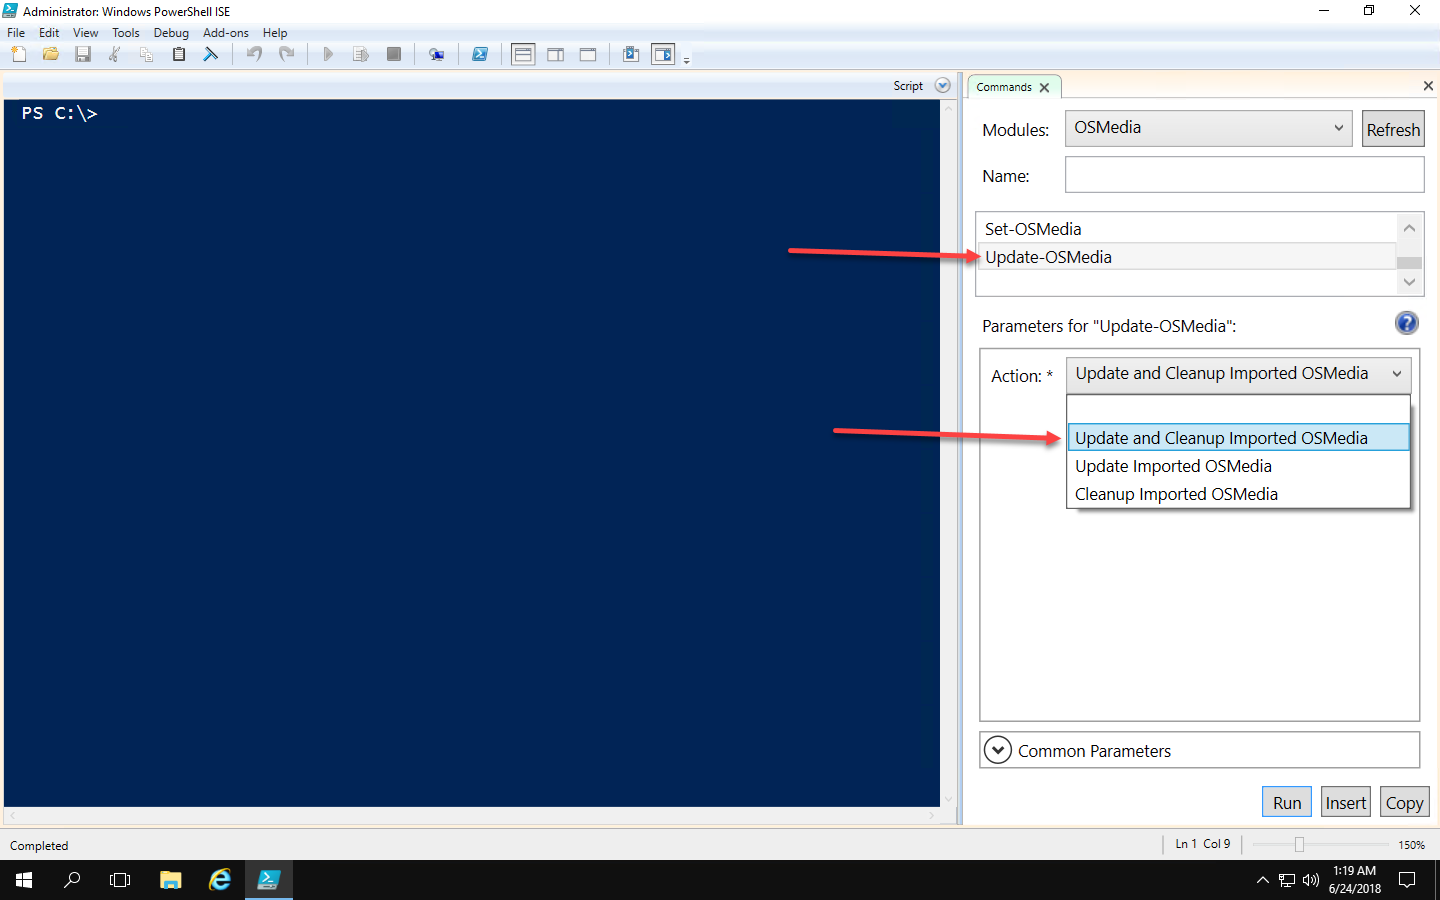 Administrator: Windows PowerShell ISE
File Edit View Tools Debug Add-ons Help
Script
PS C:\>
Commands
Modules: OSMedia Refresh
Name:
Set-OSMedia
Update-OSMedia
Parameters for "Update-OSMedia":
Action: * Update and Cleanup Imported OSMedia
Update and Cleanup Imported OSMedia
Update Imported OSMedia
Cleanup Imported OSMedia
Common Parameters
Run Insert Copy
Completed
Ln 1 Col 9
150%
1:19 AM
6/24/2018